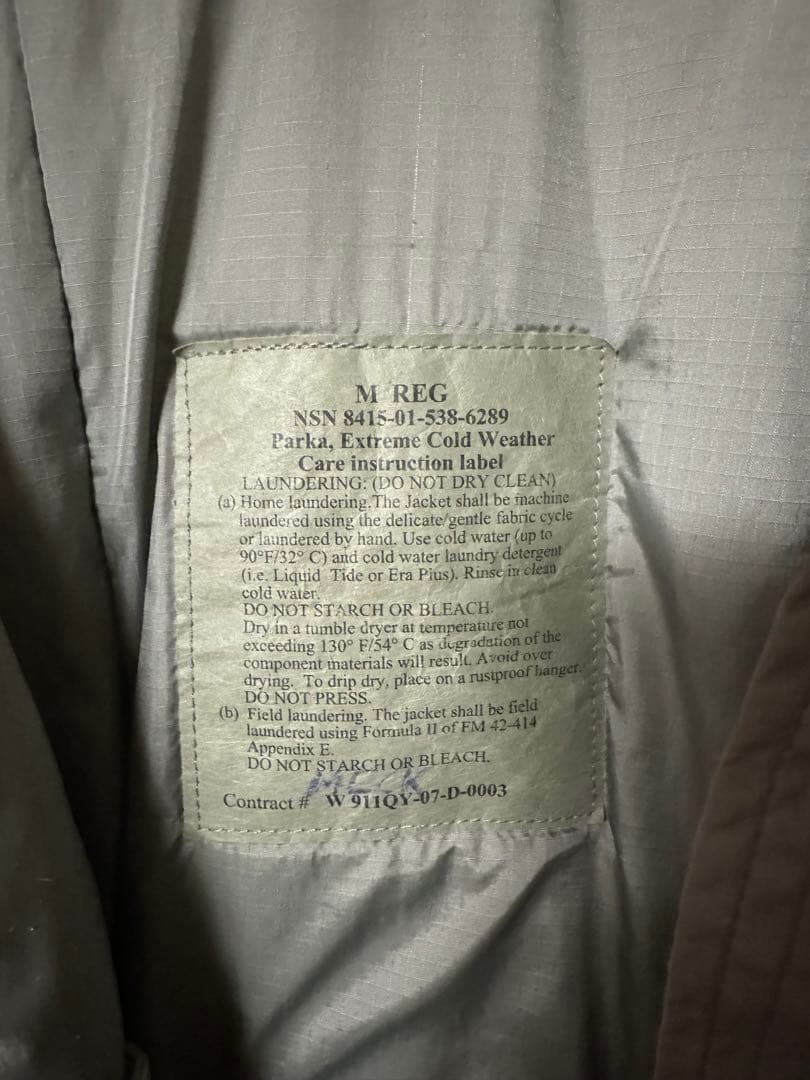 M REG
NSN 8415-01-538-6289
Parka, Extreme Cold Weather
Care instruction label
LAUNDERING: (DO NOT DRY CLEAN)
(a) Home laundering.The Jacket shall be machine
laundered using the delicate/gentle fabric cycle
or laundered by hand. Use cold water (up to
90°F/32° C) and cold water laundry detergent
(i.e. Liquid Tide or Era Plus). Rinse in clean
cold water.
DO NOT STARCH OR BLEACH.
Dry in a tumble dryer at temperature not
exceeding 130° F/54° C as degradation of the
component materials will result. Avoid over
drying. To drip dry, place on a rustproof hanger.
DO NOT PRESS.
(b) Field laundering. The jacket shall be field
laundered using Formula II of FM 42-414
Appendix E.
DO NOT STARCH OR BLEACH.
Contract # W911QY-07-D-0003